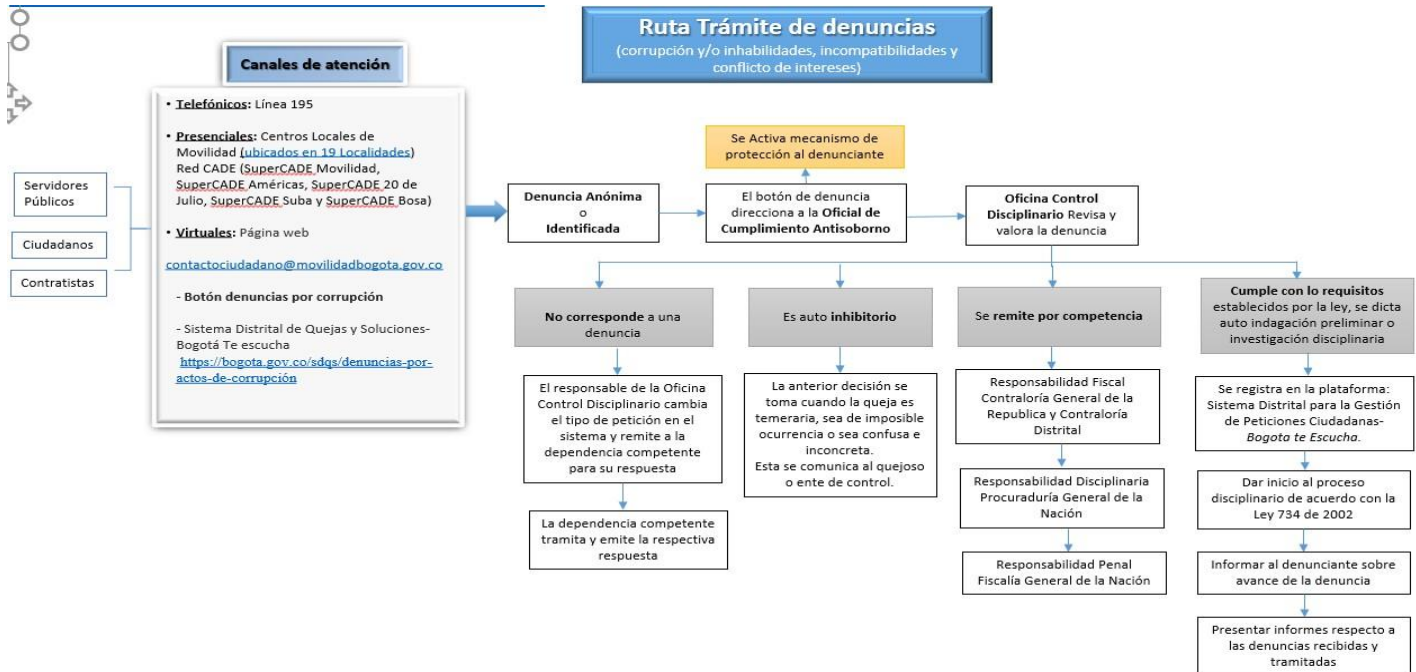 Ruta Trámite de denuncias
(corrupción y/o inhabilidades, incompatibilidades y
conflicto de intereses)
Canales de atención
• Telefónicos: Línea 195
• Presenciales: Centros Locales de
Movilidad (ubicados en 19 Localidades)
Red CADE (SuperCADE Movilidad,
SuperCADE Américas, SuperCADE 20 de
Julio, SuperCADE Suba y SuperCADE Bosa)
• Virtuales: Página web
contactociudadano@movilidadbogota.gov.co
- Botón denuncias por corrupción
- Sistema Distrital de Quejas y Soluciones-
Bogotá Te escucha
https://bogota.gov.co/sdqs/denuncias-por-
actos-de-corrupción
Servidores
Públicos
Ciudadanos
Contratistas
Denuncia Anónima
o
Identificada
Se Activa mecanismo de
protección al denunciante
El botón de denuncia
direcciona a la Oficial de
Cumplimiento Antisoborno
Oficina Control
Disciplinario Revisa y
valora la denuncia
No corresponde a una
denuncia
El responsable de la Oficina
Control Disciplinario cambia
el tipo de petición en el
sistema y remite a la
dependencia competente
para su respuesta
La dependencia competente
tramita y emite la respectiva
respuesta
Es auto inhibitorio
La anterior decisión se
toma cuando la queja es
temeraria, sea de imposible
ocurrencia o sea confusa e
inconcreta.
Esta se comunica al quejoso
o ente de control.
Se remite por competencia
Responsabilidad Fiscal
Contraloría General de la
Republica y Contraloría
Distrital
Responsabilidad Disciplinaria
Procuraduría General de la
Nación
Responsabilidad Penal
Fiscalía General de la Nación
Cumple con lo requisitos
establecidos por la ley, se dicta
auto indagación preliminar o
investigación disciplinaria
Se registra en la plataforma:
Sistema Distrital para la Gestión
de Peticiones Ciudadanas-
Bogota te Escucha.
Dar inicio al proceso
disciplinario de acuerdo con la
Ley 734 de 2002
Informar al denunciante sobre
avance de la denuncia
Presentar informes respecto a
las denuncias recibidas y
tramitadas